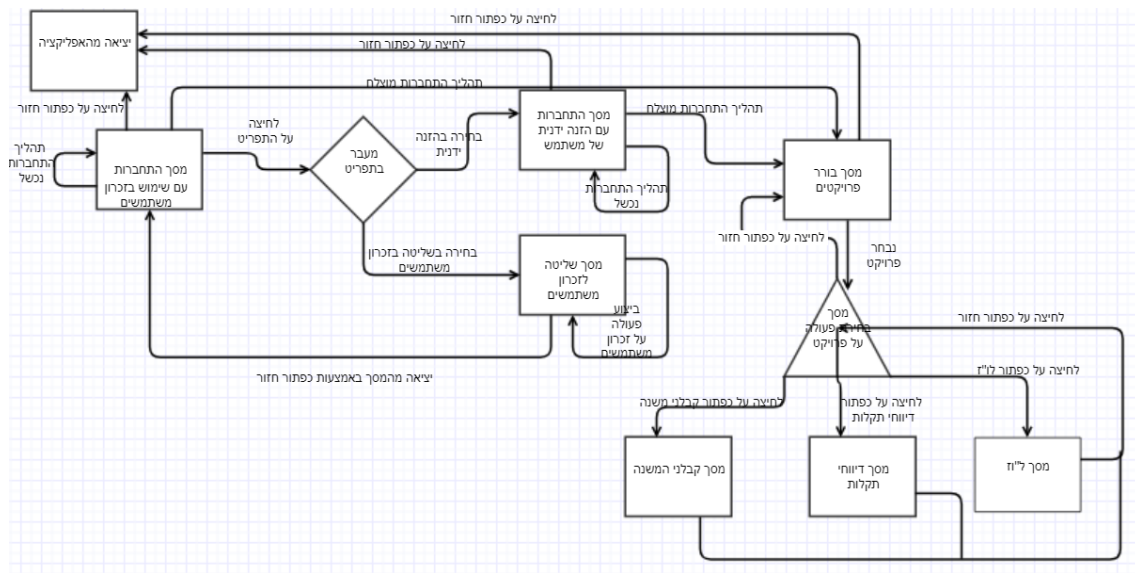 לחיצה על כפתור חזור
יציאה מהאפליקציה
לחיצה על כפתור חזור
תהליך התחברות מוצלח
לחיצה על כפתור חזור
מסך התחברות
עם הזנה ידנית
של משתמש
תהליך התחברות מוצלח
לחיצה
על התפריט
בחירה בהזנה
ידנית
מעבר
בתפריט
תהליך
התחברות
נכשל
מסך התחברות
עם שימוש בזכרון
משתמשים
מסך בורר
פרויקטים
תהליך התחברות
נכשל
לחיצה על כפתור חזור
נבחר
פרויקט
בחירה בשליטה בזכרון
משתמשים
מסך שליטה
לזכרון
משתמשים
ביצוע
פעולה
על זכרון
משתמשים
מסך
בחירת פעולה
על פרויקט
לחיצה על כפתור חזור
יציאה מהמסך באמצעות כפתור חזור
לחיצה על כפתור לו"ז
לחיצה על כפתור קבלני משנה
לחיצה על כפתור
דיווחי תקלות
מסך קבלני המשנה
מסך דיווחי
תקלות
מסך ל"וז